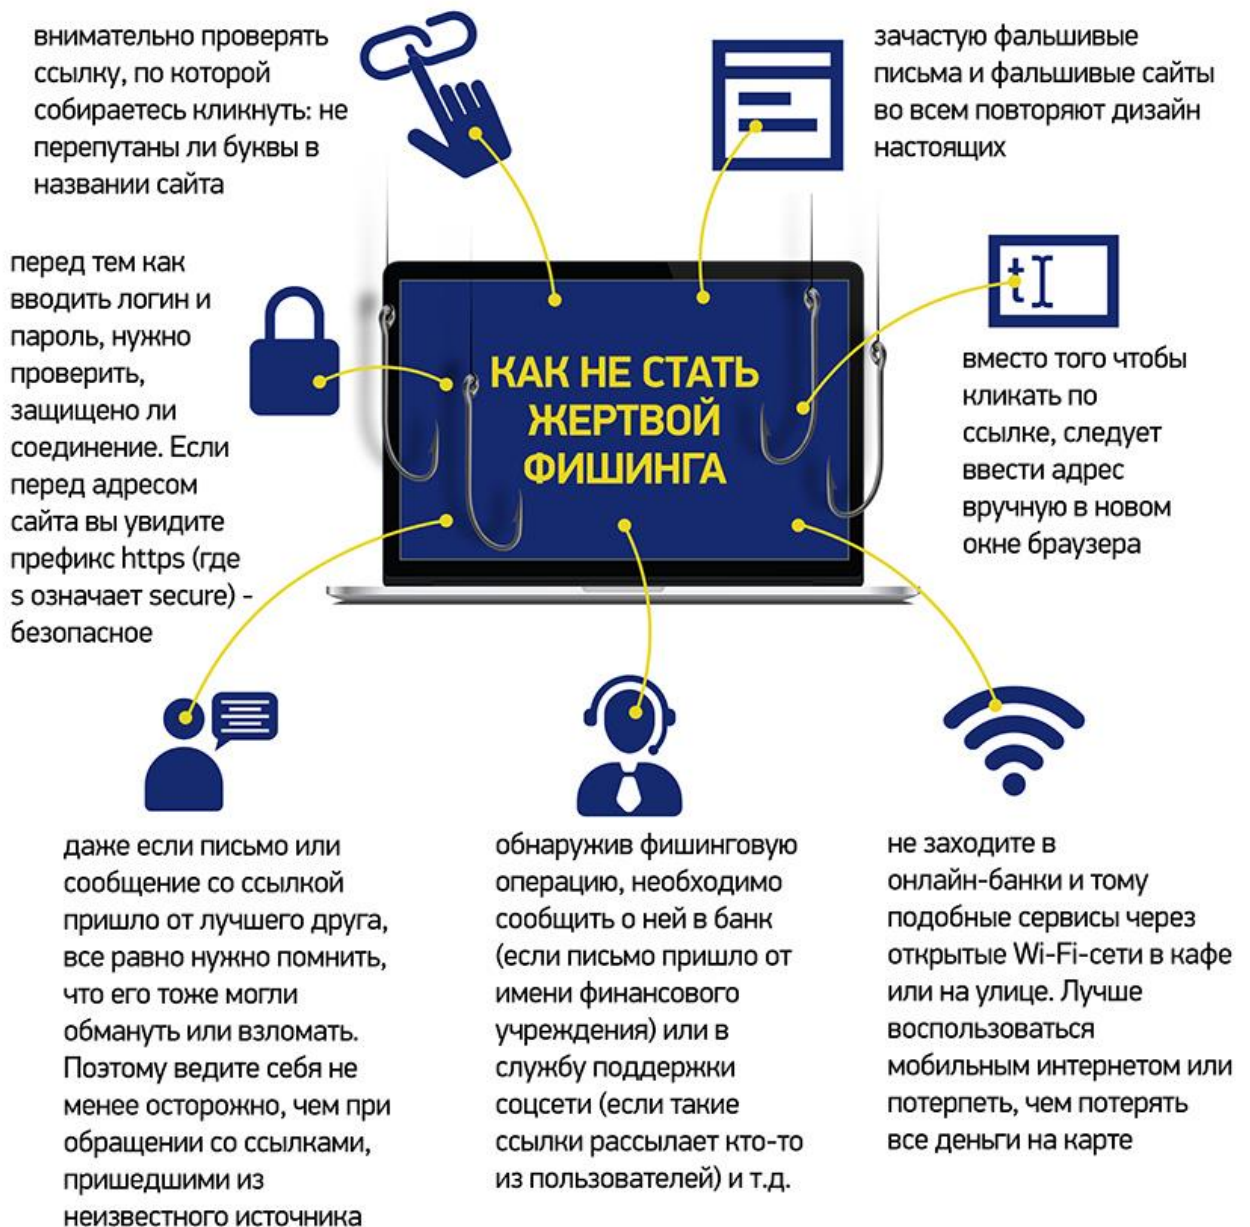 внимательно проверять
ссылку, по которой
собираетесь кликнуть: не
перепутаны ли буквы в
названии сайта
зачастую фальшивые
письма и фальшивые сайты
во всем повторяют дизайн
настоящих
перед тем как
вводить логин и
пароль, нужно
проверить,
защищено ли
соединение. Если
перед адресом
сайта вы увидите
префикс https (где
s означает secure) -
безопасное
КАК НЕ СТАТЬ
ЖЕРТВОЙ
ФИШИНГА
t
вместо того чтобы
кликать по
ссылке, следует
ввести адрес
вручную в новом
окне браузера
даже если письмо или
сообщение со ссылкой
пришло от лучшего друга,
все равно нужно помнить,
что его тоже могли
обмануть или взломать.
Поэтому ведите себя не
менее осторожно, чем при
обращении со ссылками,
пришедшими из
неизвестного источника
обнаружив фишинговую
операцию, необходимо
сообщить о ней в банк
(если письмо пришло от
имени финансового
учреждения) или в
службу поддержки
соцсети (если такие
ссылки рассылает кто-то
из пользователей) и т.д.
не заходите в
онлайн-банки и тому
подобные сервисы через
открытые Wi-Fi-сети в кафе
или на улице. Лучше
воспользоваться
мобильным интернетом или
потерпеть, чем потерять
все деньги на карте